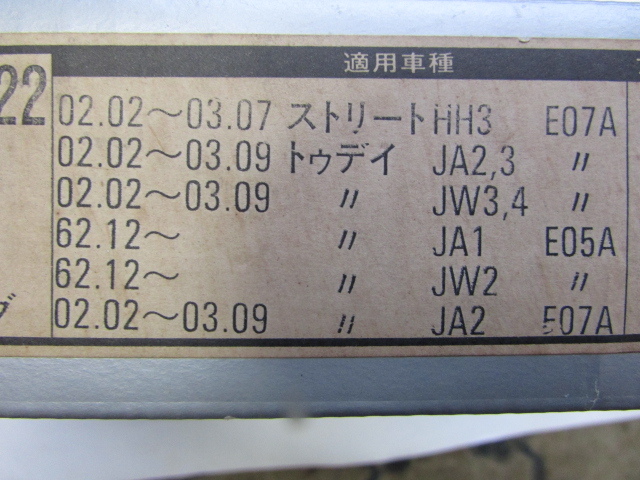 適用車種
22
02.02～03.07 ストリート HH3 E07A
02.02～03.09 トゥデイ JA2,3 〃
02.02～03.09 〃 JW3,4 〃
62.12～ 〃 JA1 E05A
62.12～ 〃 JW2 〃
02.02～03.09 〃 JA2 E07A